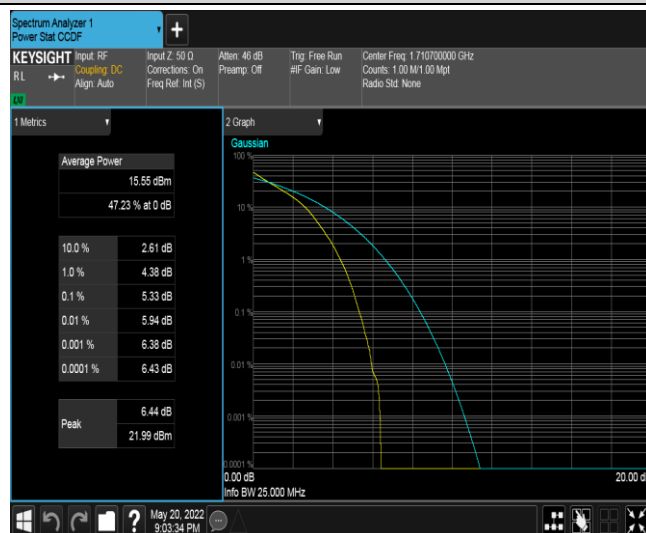 Spectrum Analyzer 1
Power Stat CCDF
+
KEYSIGHT
RL
LXI
Input: RF
Coupling: DC
Align: Auto
Input Z: 50 Ω
Corrections: On
Freq Ref: Int (S)
Atten: 46 dB
Preamp: Off
Trig: Free Run
#IF Gain: Low
Center Freq: 1.710700000 GHz
Counts: 1.00 M/1.00 Mpt
Radio Std: None
1 Metrics
Average Power
15.55 dBm
47.23 % at 0 dB
10.0 % 2.61 dB
1.0 % 4.38 dB
0.1 % 5.33 dB
0.01 % 5.94 dB
0.001 % 6.38 dB
0.0001 % 6.43 dB
Peak
6.44 dB
21.99 dBm
2 Graph
Gaussian
100 %
10 %
1 %
0.1 %
0.01 %
0.001 %
0.0001 %
0.00 dB
20.00 d
Info BW 25.000 MHz
?
May 20, 2022
9:03:34 PM